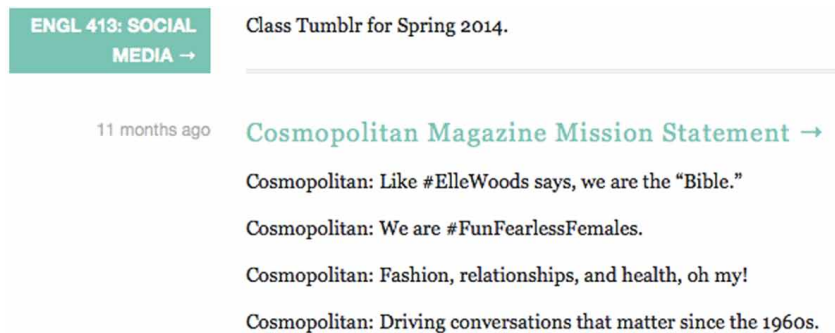 ENGL 413: SOCIAL
MEDIA →
Class Tumblr for Spring 2014.
11 months ago
Cosmopolitan Magazine Mission Statement →
Cosmopolitan: Like #ElleWoods says, we are the “Bible.”
Cosmopolitan: We are #FunFearlessFemales.
Cosmopolitan: Fashion, relationships, and health, oh my!
Cosmopolitan: Driving conversations that matter since the 1960s.